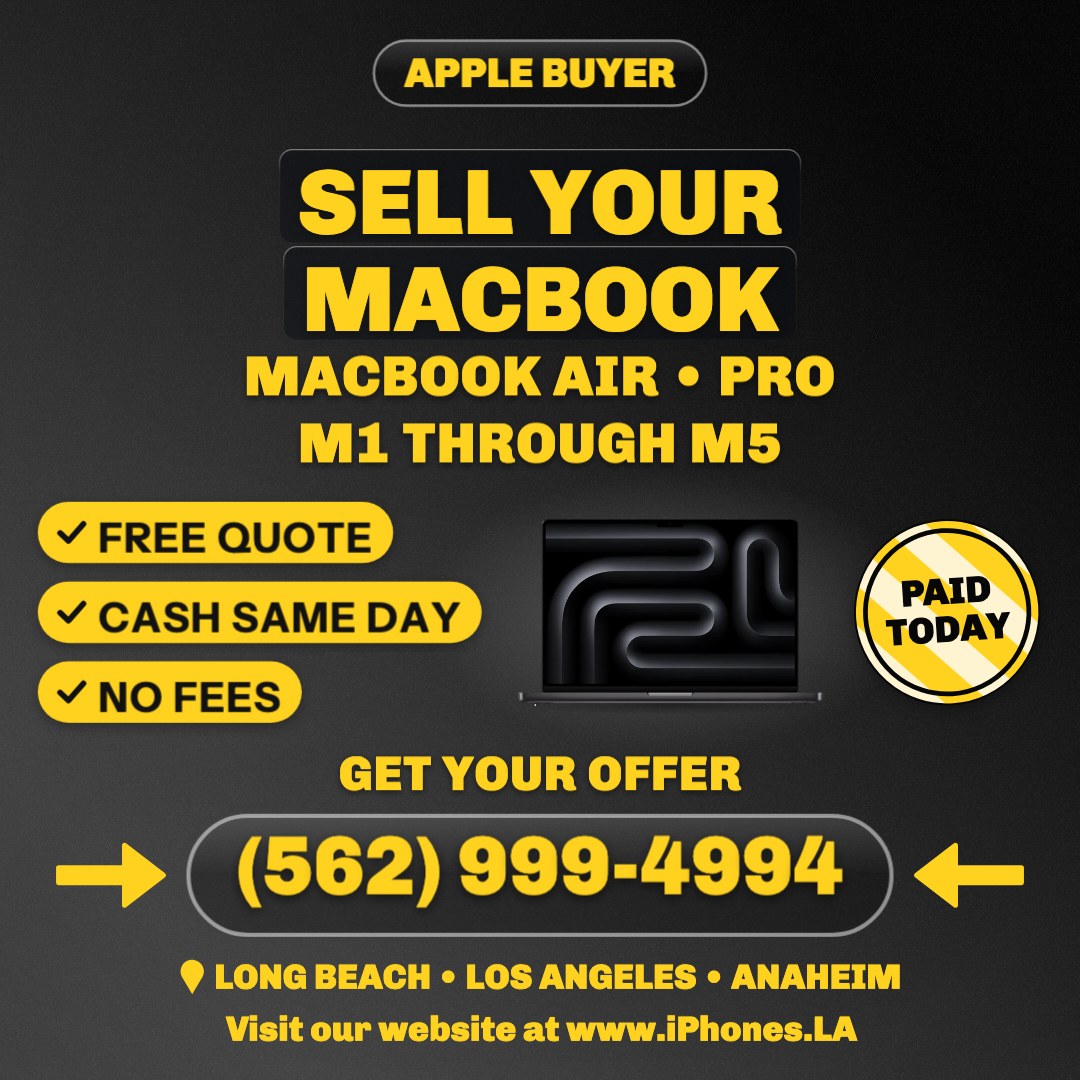 APPLE BUYER
SELL YOUR
MACBOOK
MACBOOK AIR • PRO
M1 THROUGH M5
✓ FREE QUOTE
✓ CASH SAME DAY
✓ NO FEES
PAID
TODAY
GET YOUR OFFER
(562) 999-4994
LONG BEACH • LOS ANGELES • ANAHEIM
Visit our website at www.iPhones.LA